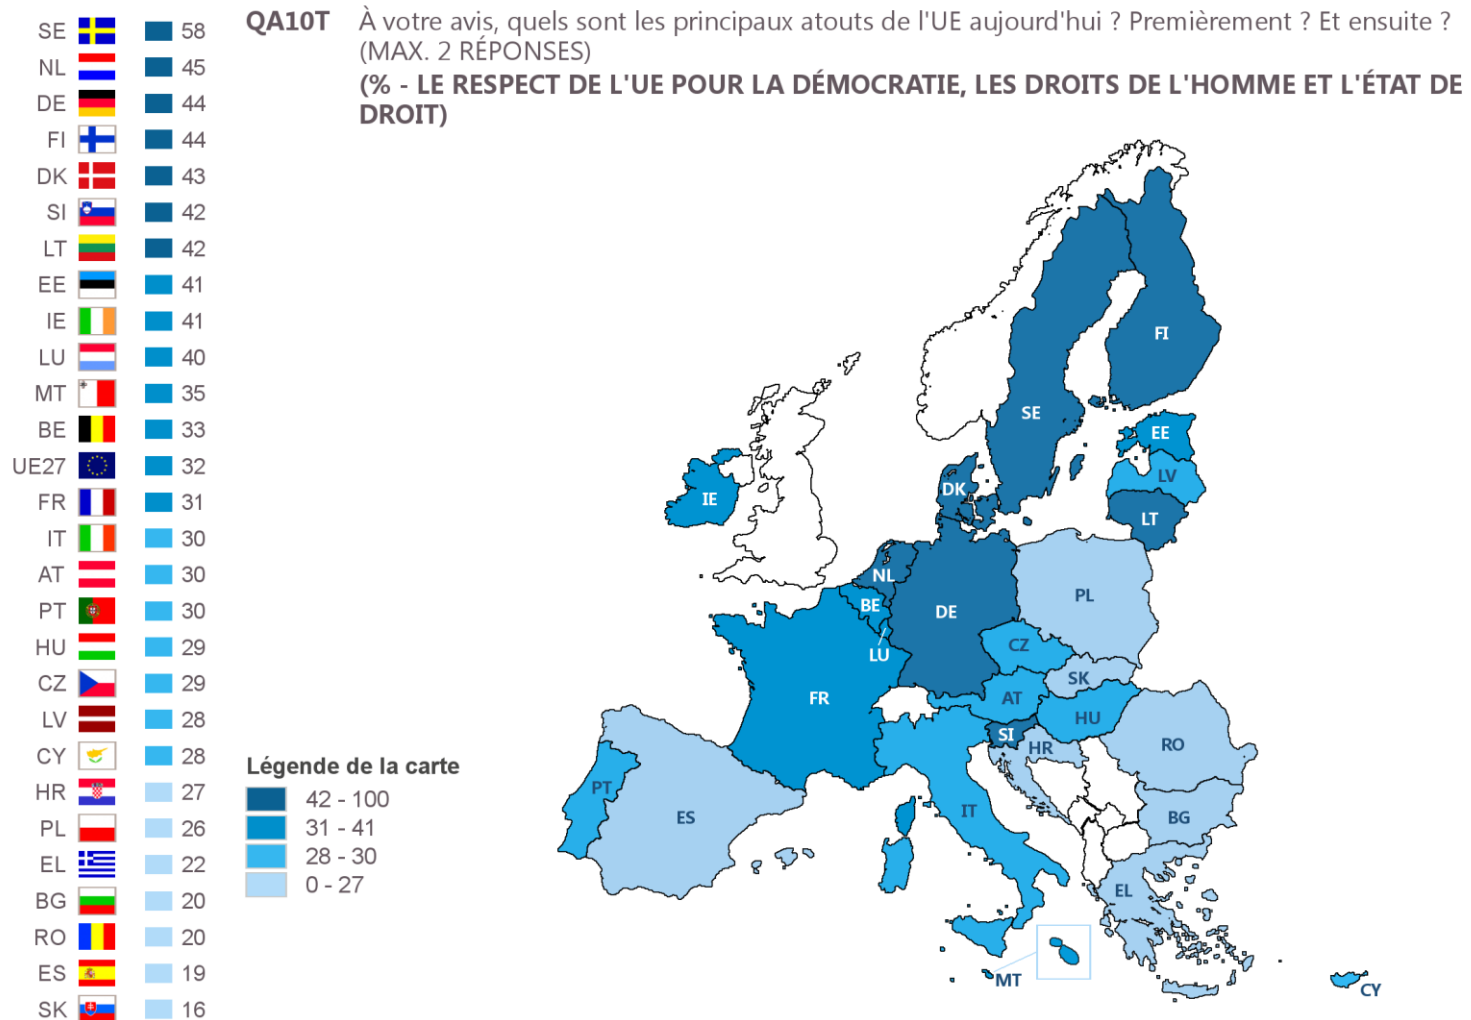 QA10T À votre avis, quels sont les principaux atouts de l'UE aujourd'hui ? Premièrement ? Et ensuite ?
(MAX. 2 RÉPONSES)
(% - LE RESPECT DE L'UE POUR LA DÉMOCRATIE, LES DROITS DE L'HOMME ET L'ÉTAT DE
DROIT)
SE 58
NL 45
DE 44
FI 44
DK 43
SI 42
LT 42
EE 41
IE 41
LU 40
MT 35
BE 33
UE27 32
FR 31
IT 30
AT 30
PT 30
HU 29
CZ 29
LV 28
CY 28
HR 27
PL 26
EL 22
BG 20
RO 20
ES 19
SK 16
Légende de la carte
42 - 100
31 - 41
28 - 30
0 - 27
FI
SE
EE
LV
DK
IE
LT
NL
PL
BE
DE
CZ
LU
SK
FR
AT
HU
SI
HR
RO
PT
ES
IT
BG
EL
MT
CY